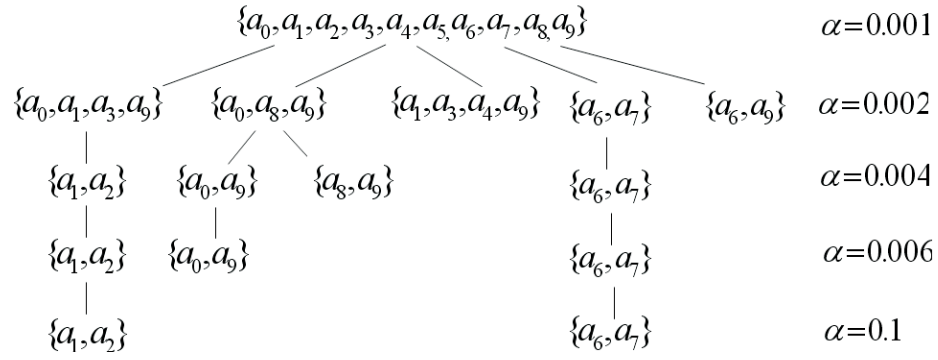 {a₀,a₁,a₂,a₃,a₄,a₅,a₆,a₇,a₈,a₉} α=0.001
{a₀,a₁,a₃,a₉} {a₀,a₈,a₉} {a₁,a₃,a₄,a₉} {a₆,a₇} {a₆,a₉} α=0.002
{a₁,a₂} {a₀,a₉} {a₈,a₉} {a₆,a₇} α=0.004
{a₁,a₂} {a₀,a₉} {a₆,a₇} α=0.006
{a₁,a₂} {a₆,a₇} α=0.1